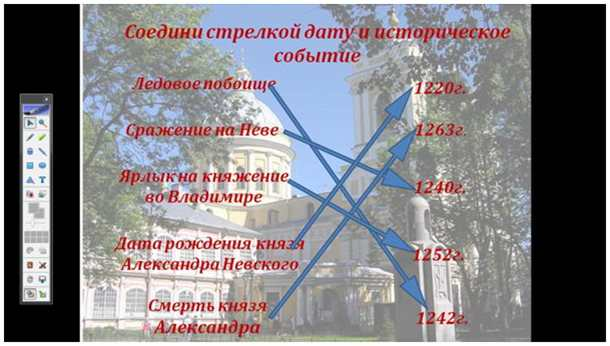 Соедини стрелкой дату и историческое
событие
Ледовое побоище
1220г.
Сражение на Неве
1263г.
Ярлык на княжение
во Владимире
1240г.
Дата рождения князя
Александра Невского
1252г.
Смерть князя
Александра
1242г.